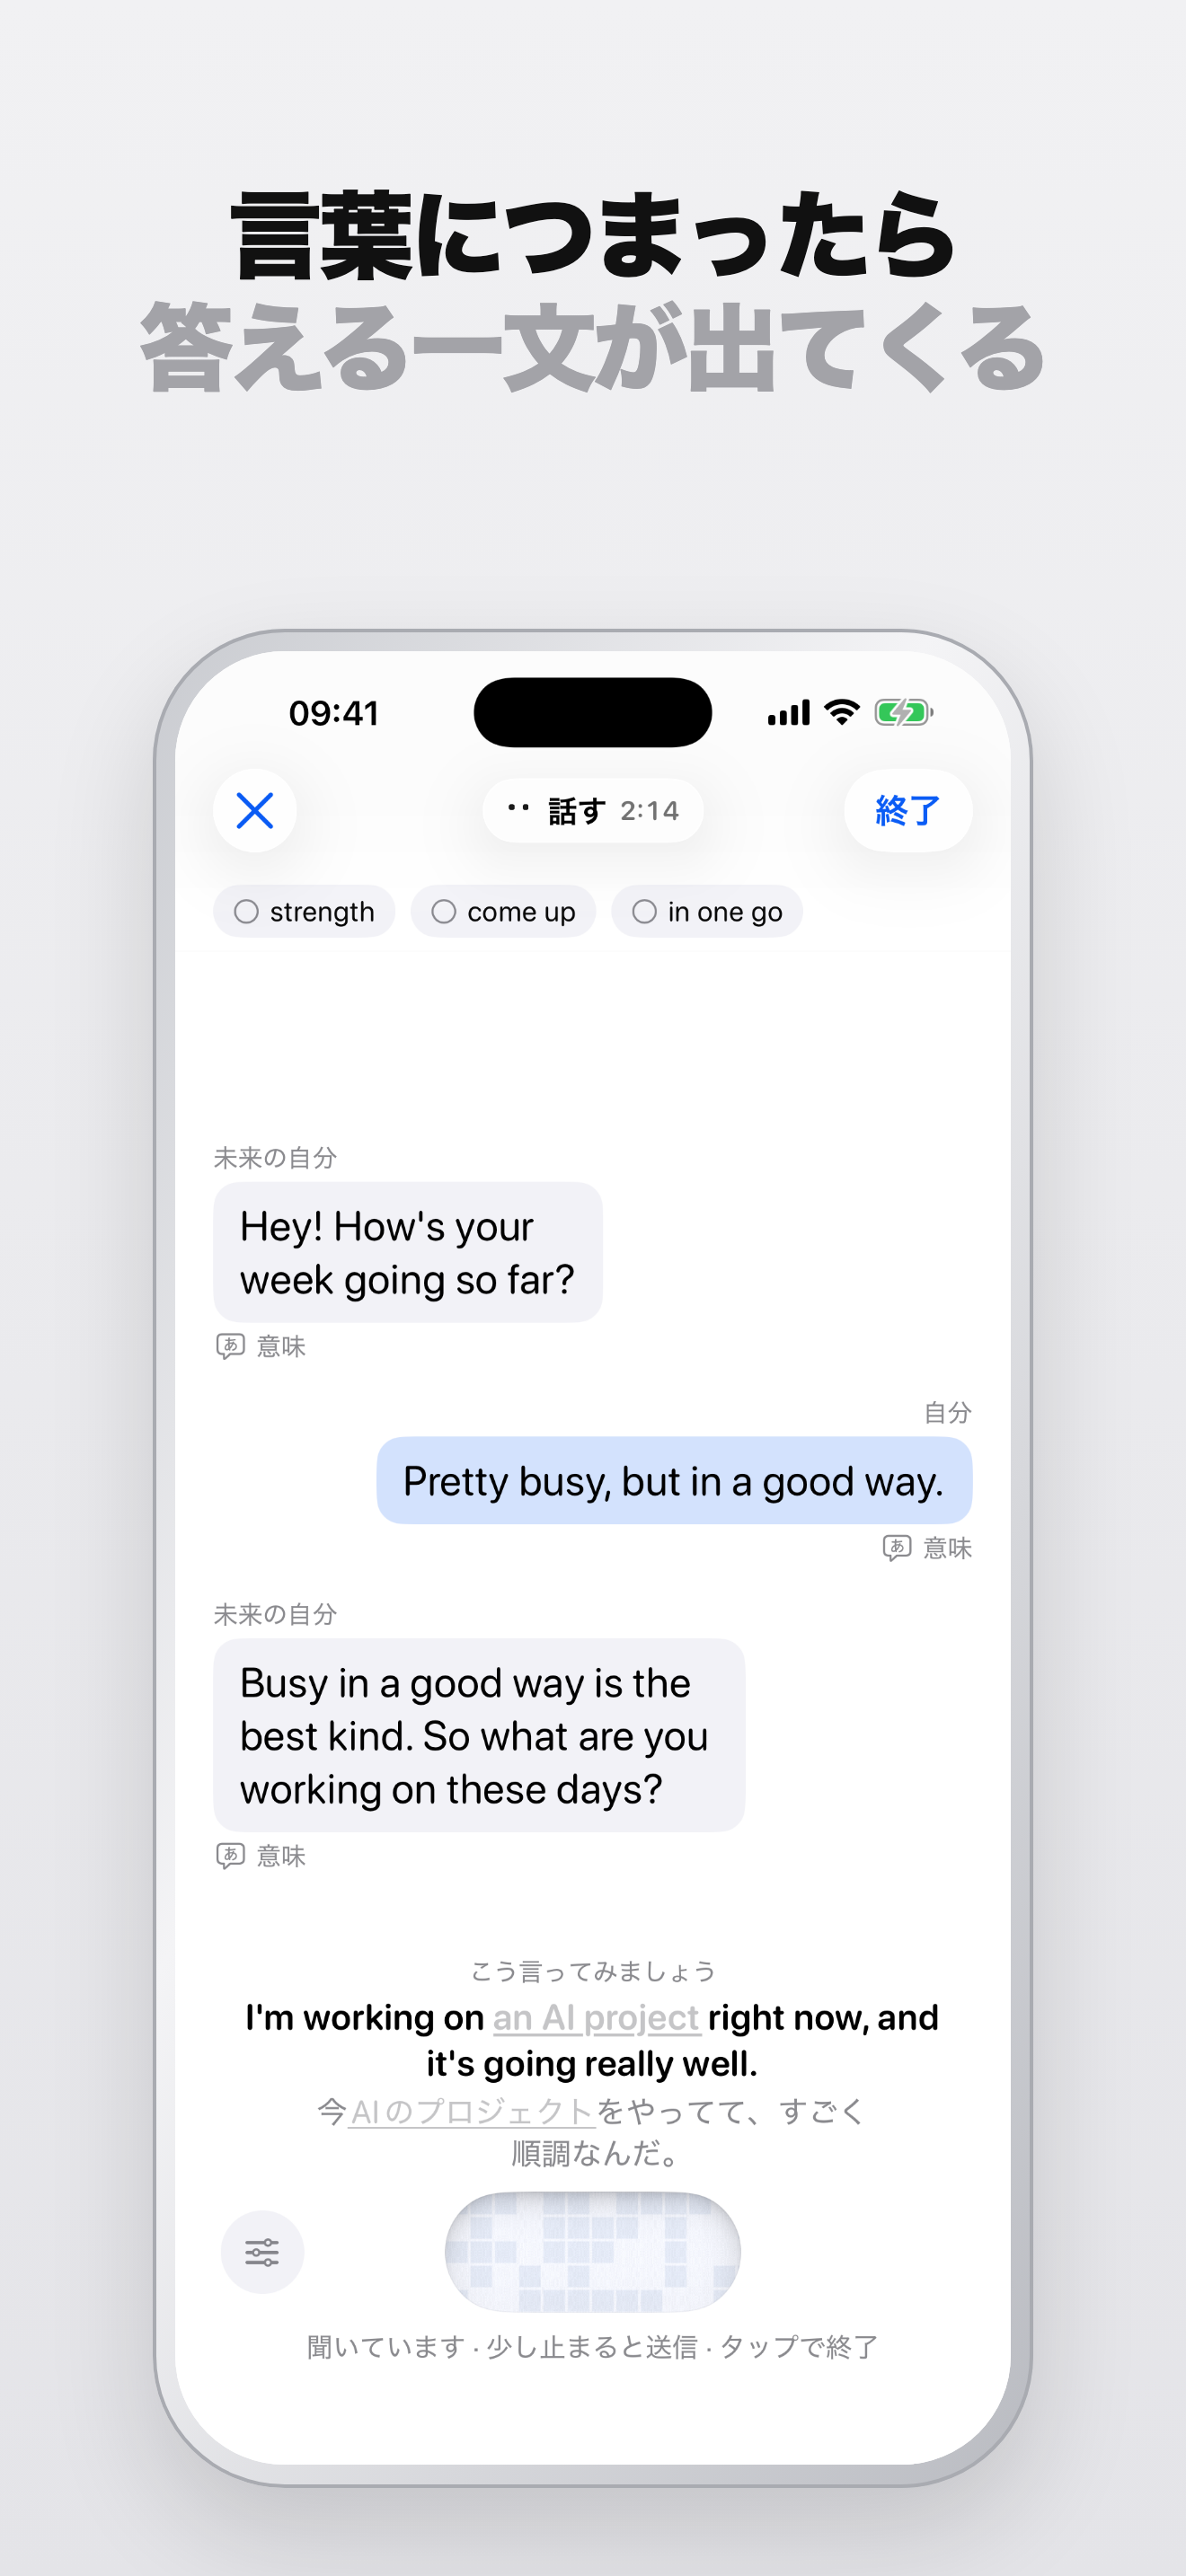 言葉につまったら
答える一文が出てくる
09:41
話す 2:14
終了
strength
come up
in one go
未来の自分
Hey! How's your
week going so far?
あ 意味
自分
Pretty busy, but in a good way.
あ 意味
未来の自分
Busy in a good way is the
best kind. So what are you
working on these days?
あ 意味
こう言ってみましょう
I'm working on an AI project right now, and
it's going really well.
今AIのプロジェクトをやってて、すごく
順調なんだ。
聞いています · 少し止まると送信 · タップで終了